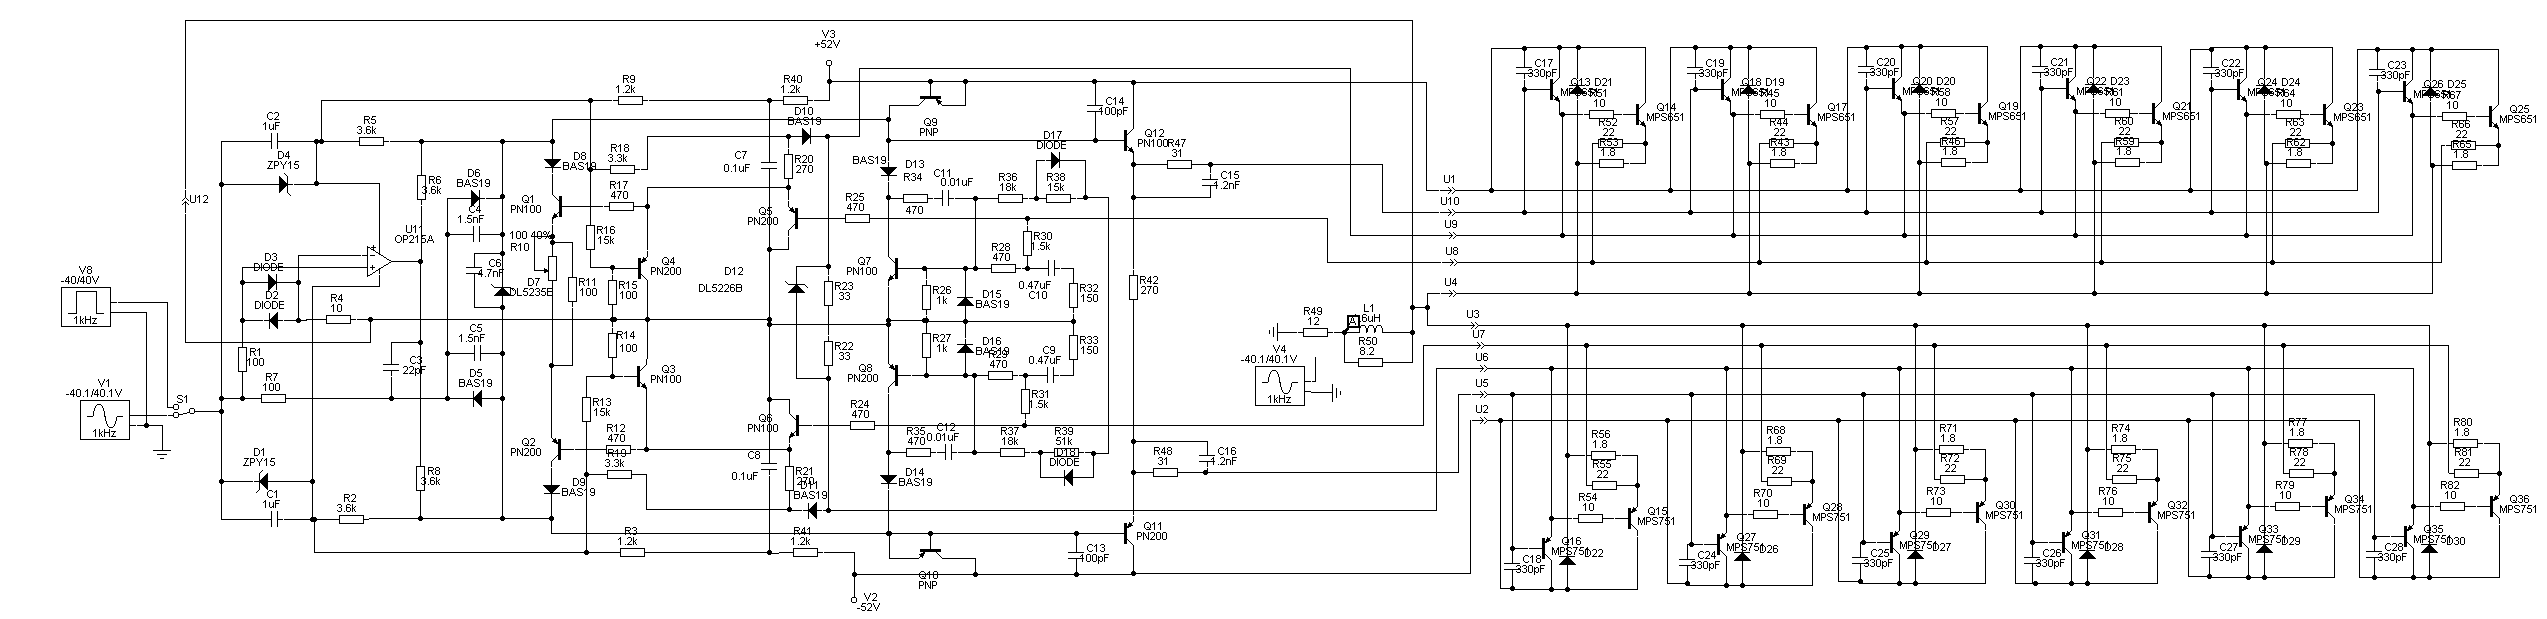 V3
+52V
R9
1.2k
R40
1.2k
D10
BAS19
C2
1uF
R5
3.6k
D4
ZPY15
U12
R6
3.6k
D6
BAS19
C4
1.5nF
D8
BAS19
R18
3.3k
R17
470
Q1
PN100
R16
15k
100 40%
R10
C7
0.1uF
R20
270
Q5
PN200
R25
470
Q9
PNP
C14
100pF
BAS19
D13
R34
470
C11
0.01uF
R36
18k
D17
DIODE
R38
15k
Q12
PN100
R47
31
C15
1.2nF
U11
OP215A
C6
4.7nF
D7
DL5235B
R11
100
Q4
PN200
R15
100
D12
DL5226B
R23
33
Q7
PN100
R30
1.5k
R28
470
0.47uF
C10
R26
1k
D15
BAS19
R32
150
R42
270
V8
-40/40V
1kHz
D3
DIODE
D2
DIODE
R4
10
R1
100
R7
100
C3
22pF
C5
1.5nF
D5
BAS19
R14
100
Q3
PN100
R22
33
Q8
PN200
R27
1k
D16
BAS19
R29
470
C9
0.47uF
R33
150
R31
1.5k
V1
-40.1/40.1V
1kHz
S1
R13
15k
R12
470
R19
3.3k
Q2
PN200
D9
BAS19
Q6
PN100
R24
470
C8
0.1uF
R21
270
D11
BAS19
D14
BAS19
R35
470
C12
0.01uF
R37
18k
R39
51k
D18
DIODE
R48
31
C16
1.2nF
D1
ZPY15
C1
1uF
R2
3.6k
R8
3.6k
R3
1.2k
R41
1.2k
V2
-52V
Q10
PNP
C13
100pF
Q11
PN200
R49
12
A
L1
.6uH
R50
8.2
V4
-40.1/40.1V
1kHz
U1
U10
U9
U8
U4
U3
U7
U6
U5
U2
C17
330pF
Q13 D21
MPS651
R51
10
Q14
MPS651
R52
22
R53
1.8
C19
330pF
Q18 D19
MPS651
R45
10
Q17
MPS651
R44
22
R43
1.8
C20
330pF
Q20 D20
MPS651
R58
10
Q19
MPS651
R57
22
R46
1.8
C21
330pF
Q22 D23
MPS651
R61
10
Q21
MPS651
R60
22
R59
1.8
C22
330pF
Q24 D24
MPS651
R64
10
Q23
MPS651
R63
22
R62
1.8
C23
330pF
Q26 D25
MPS651
R67
10
Q25
MPS651
R66
22
R65
1.8
R56
1.8
R55
22
R54
10
Q15
MPS751
Q16
MPS751
D22
C18
330pF
R68
1.8
R69
22
R70
10
Q28
MPS751
Q27
MPS751
D26
C24
330pF
R71
1.8
R72
22
R73
10
Q30
MPS751
Q29
MPS751
D27
C25
330pF
R74
1.8
R75
22
R76
10
Q32
MPS751
Q31
MPS751
D28
C26
330pF
R77
1.8
R78
22
R79
10
Q34
MPS751
Q33
MPS751
D29
C27
330pF
R80
1.8
R81
22
R82
10
Q36
MPS751
Q35
MPS751
D30
C28
330pF